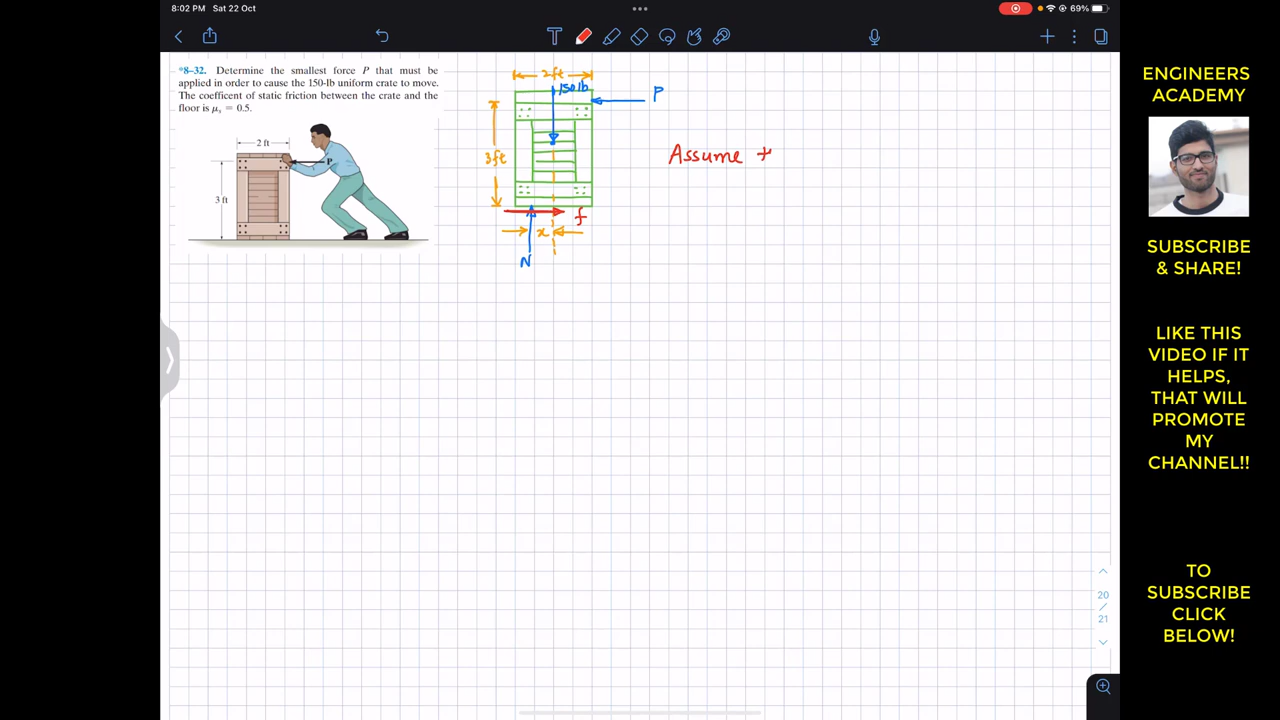 8:02 PM Sat 22 Oct
69%
*8–32. Determine the smallest force P that must be
applied in order to cause the 150-lb uniform crate to move.
The coefficent of static friction between the crate and the
floor is μs = 0.5.
2 ft
P
3 ft
2ft
150lb
P
3ft
f
x
N
Assume
20
/
21
ENGINEERS
ACADEMY
SUBSCRIBE
& SHARE!
LIKE THIS
VIDEO IF IT
HELPS,
THAT WILL
PROMOTE
MY
CHANNEL!!
TO
SUBSCRIBE
CLICK
BELOW!